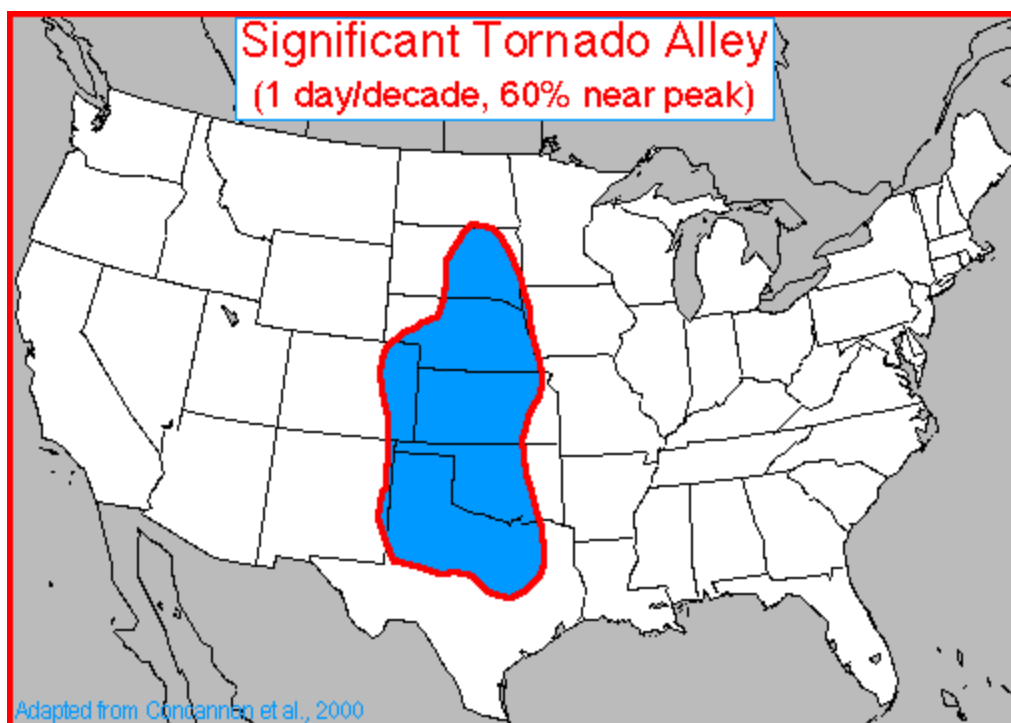 Significant Tornado Alley
(1 day/decade, 60% near peak)
Adapted from Concannon et al., 2000